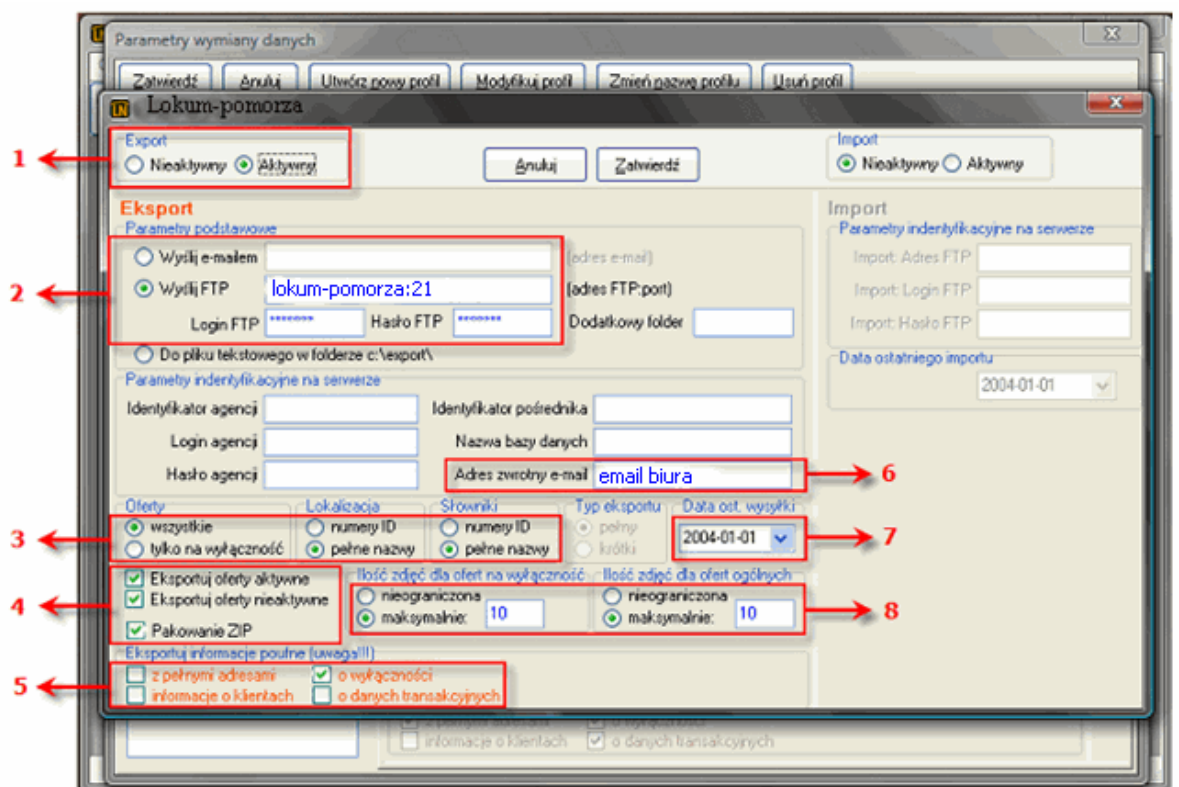 Parametry wymiany danych
Zatwierdź Anuluj Utwórz nowy profil Modyfikuj profil Zmień nazwę profilu Usuń profil
Lokum-pomorza
1
Export
Nieaktywny Aktywny
Anuluj Zatwierdź
Import
Nieaktywny Aktywny
Eksport
Import
Parametry podstawowe
Parametry indentyfikacyjne na serwerze
Wyślij e-mailem (adres e-mail)
Import: Adres FTP
2
Wyślij FTP lokum-pomorza:21 (adres FTP:port)
Import: Login FTP
Login FTP ******* Hasło FTP ******* Dodatkowy folder
Import: Hasło FTP
Do pliku tekstowego w folderze c:\export\
Data ostatniego importu
2004-01-01
Parametry indentyfikacyjne na serwerze
Identyfikator agencji Identyfikator pośrednika
Login agencji Nazwa bazy danych
Hasło agencji Adres zwrotny e-mail email biura
6
Oferty Lokalizacja Słowniki Typ eksportu Data ost. wysyłki
3
wszystkie numery ID numery ID pełny 2004-01-01
tylko na wyłączność pełne nazwy pełne nazwy krótki
7
4
Eksportuj oferty aktywne
Eksportuj oferty nieaktywne
Pakowanie ZIP
Ilość zdjęć dla ofert na wyłączność Ilość zdjęć dla ofert ogólnych
nieograniczona nieograniczona
maksymalnie: 10 maksymalnie: 10
8
Eksportuj informacje poufne (uwaga!!!)
5
z pełnymi adresami o wyłączności
informacje o klientach o danych transakcyjnych
z pełnymi adresami o wyłączności
informacje o klientach o danych transakcyjnych